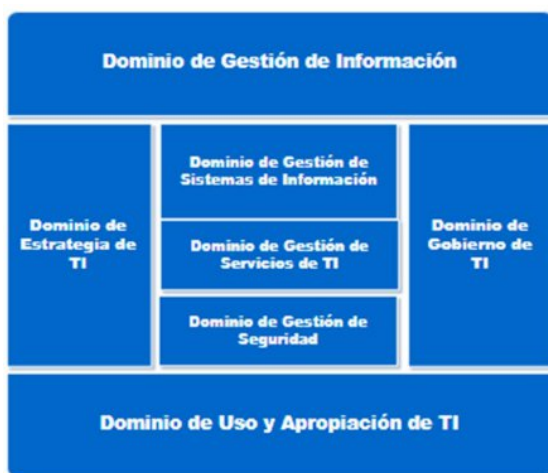 Dominio de Gestión de Información
Dominio de
Estrategia de
TI
Dominio de Gestión de
Sistemas de Información
Dominio de Gestión de
Servicios de TI
Dominio de Gestión de
Seguridad
Dominio de
Gobierno de
TI
Dominio de Uso y Apropiación de TI